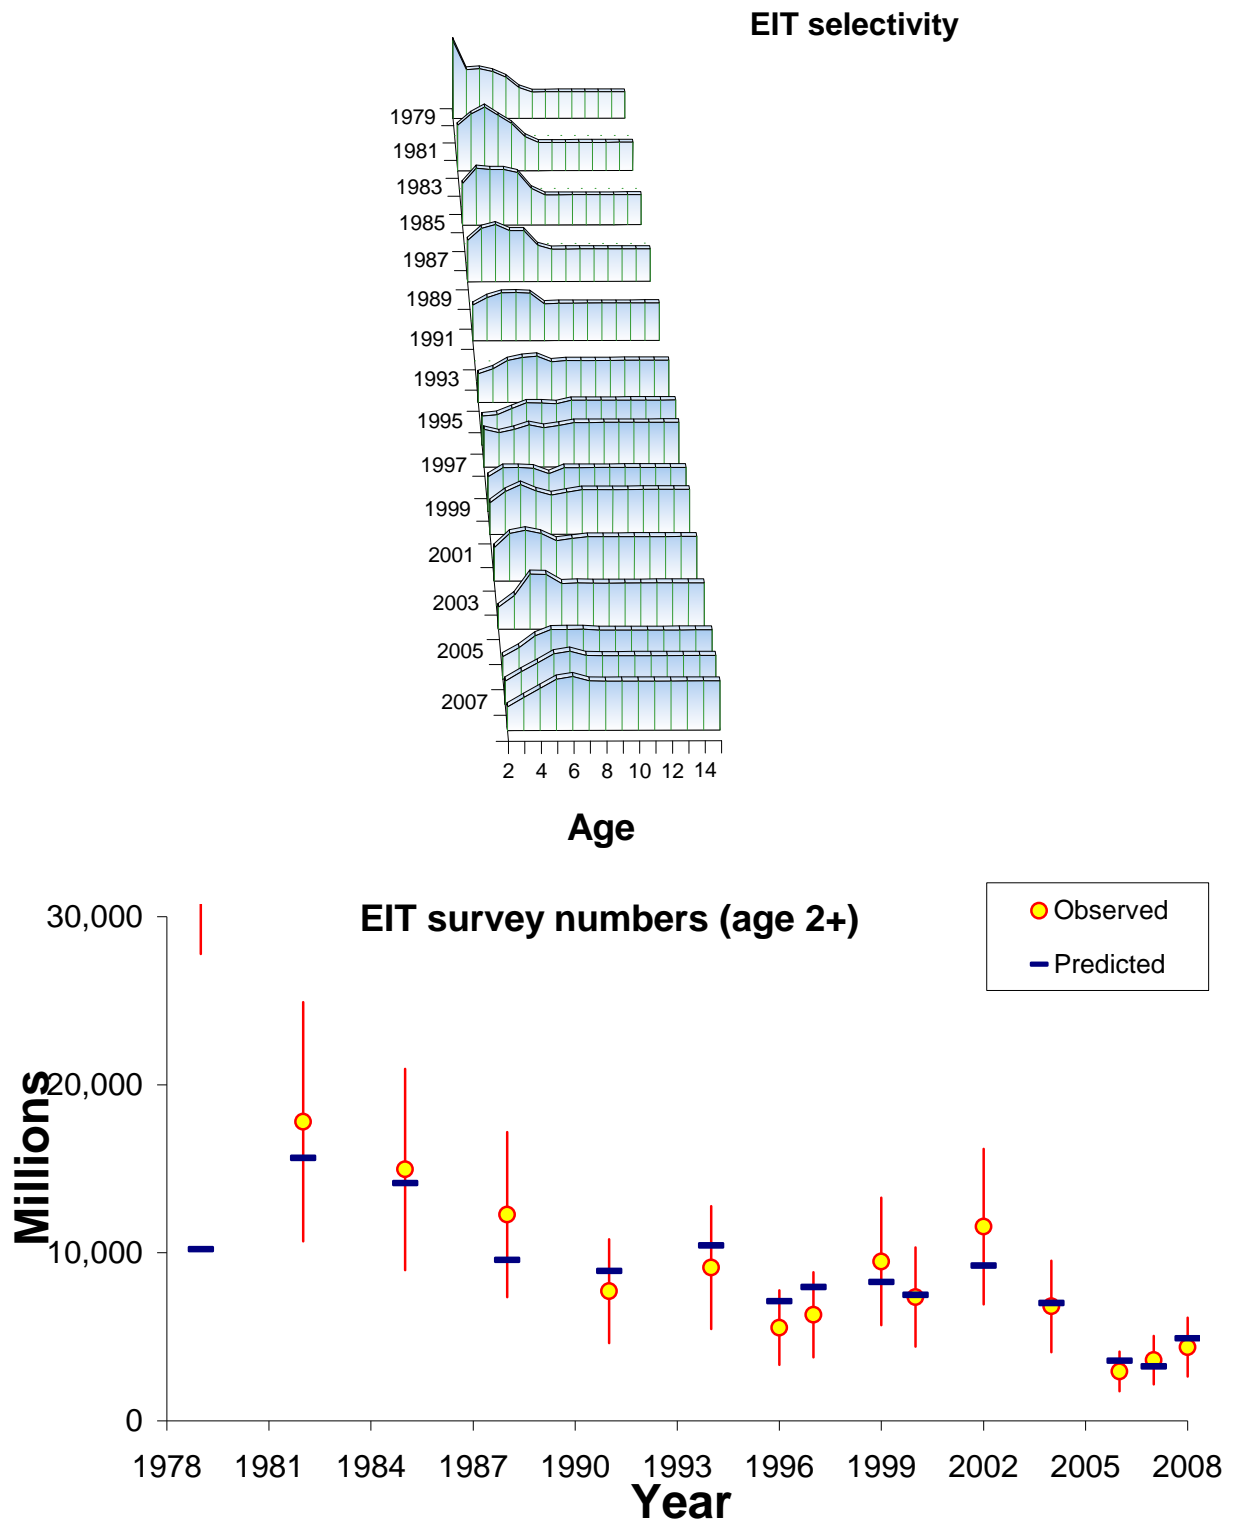 EIT selectivity
1979
1981
1983
1985
1987
1989
1991
1993
1995
1997
1999
2001
2003
2005
2007
2 4 6 8 10 12 14
Age
EIT survey numbers (age 2+)
Observed
Predicted
30,000
20,000
10,000
0
Millions
1978 1981 1984 1987 1990 1993 1996 1999 2002 2005 2008
Year